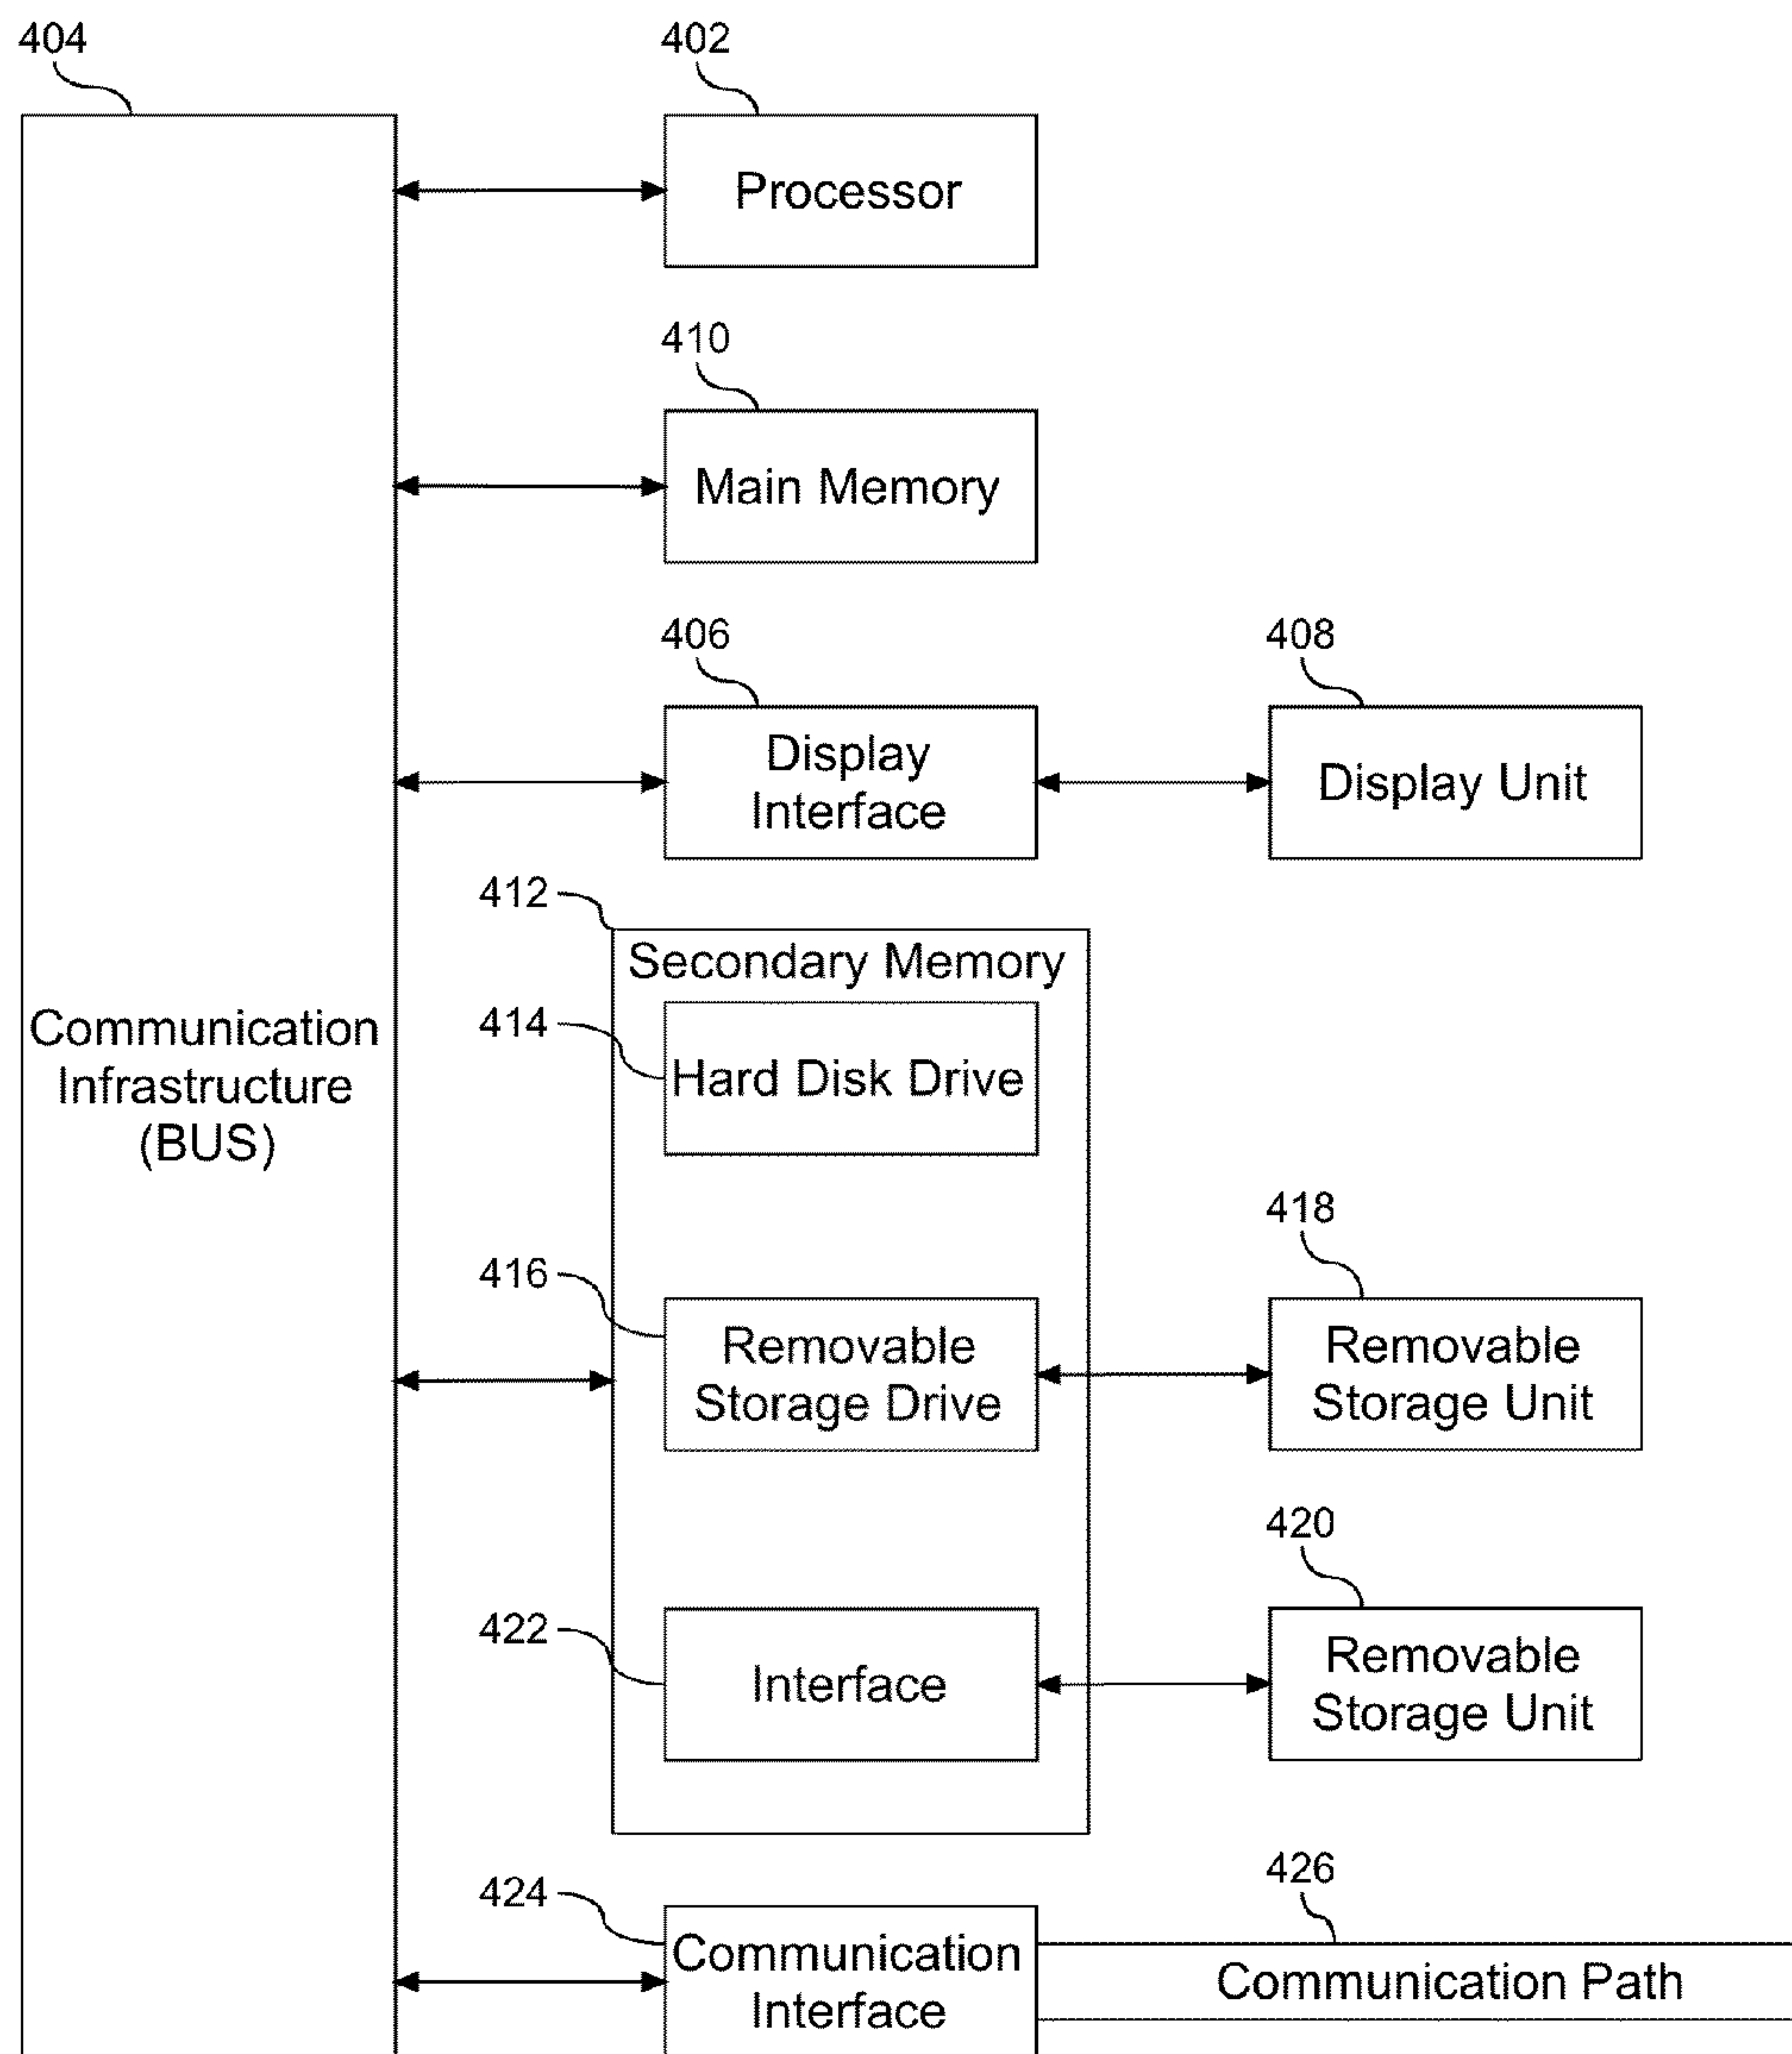 404
402
Processor
410
Main Memory
406
408
Display
Interface
Display Unit
412
Secondary Memory
414
Hard Disk Drive
Communication
Infrastructure
(BUS)
416
Removable
Storage Drive
418
Removable
Storage Unit
422
Interface
420
Removable
Storage Unit
424
Communication
Interface
426
Communication Path